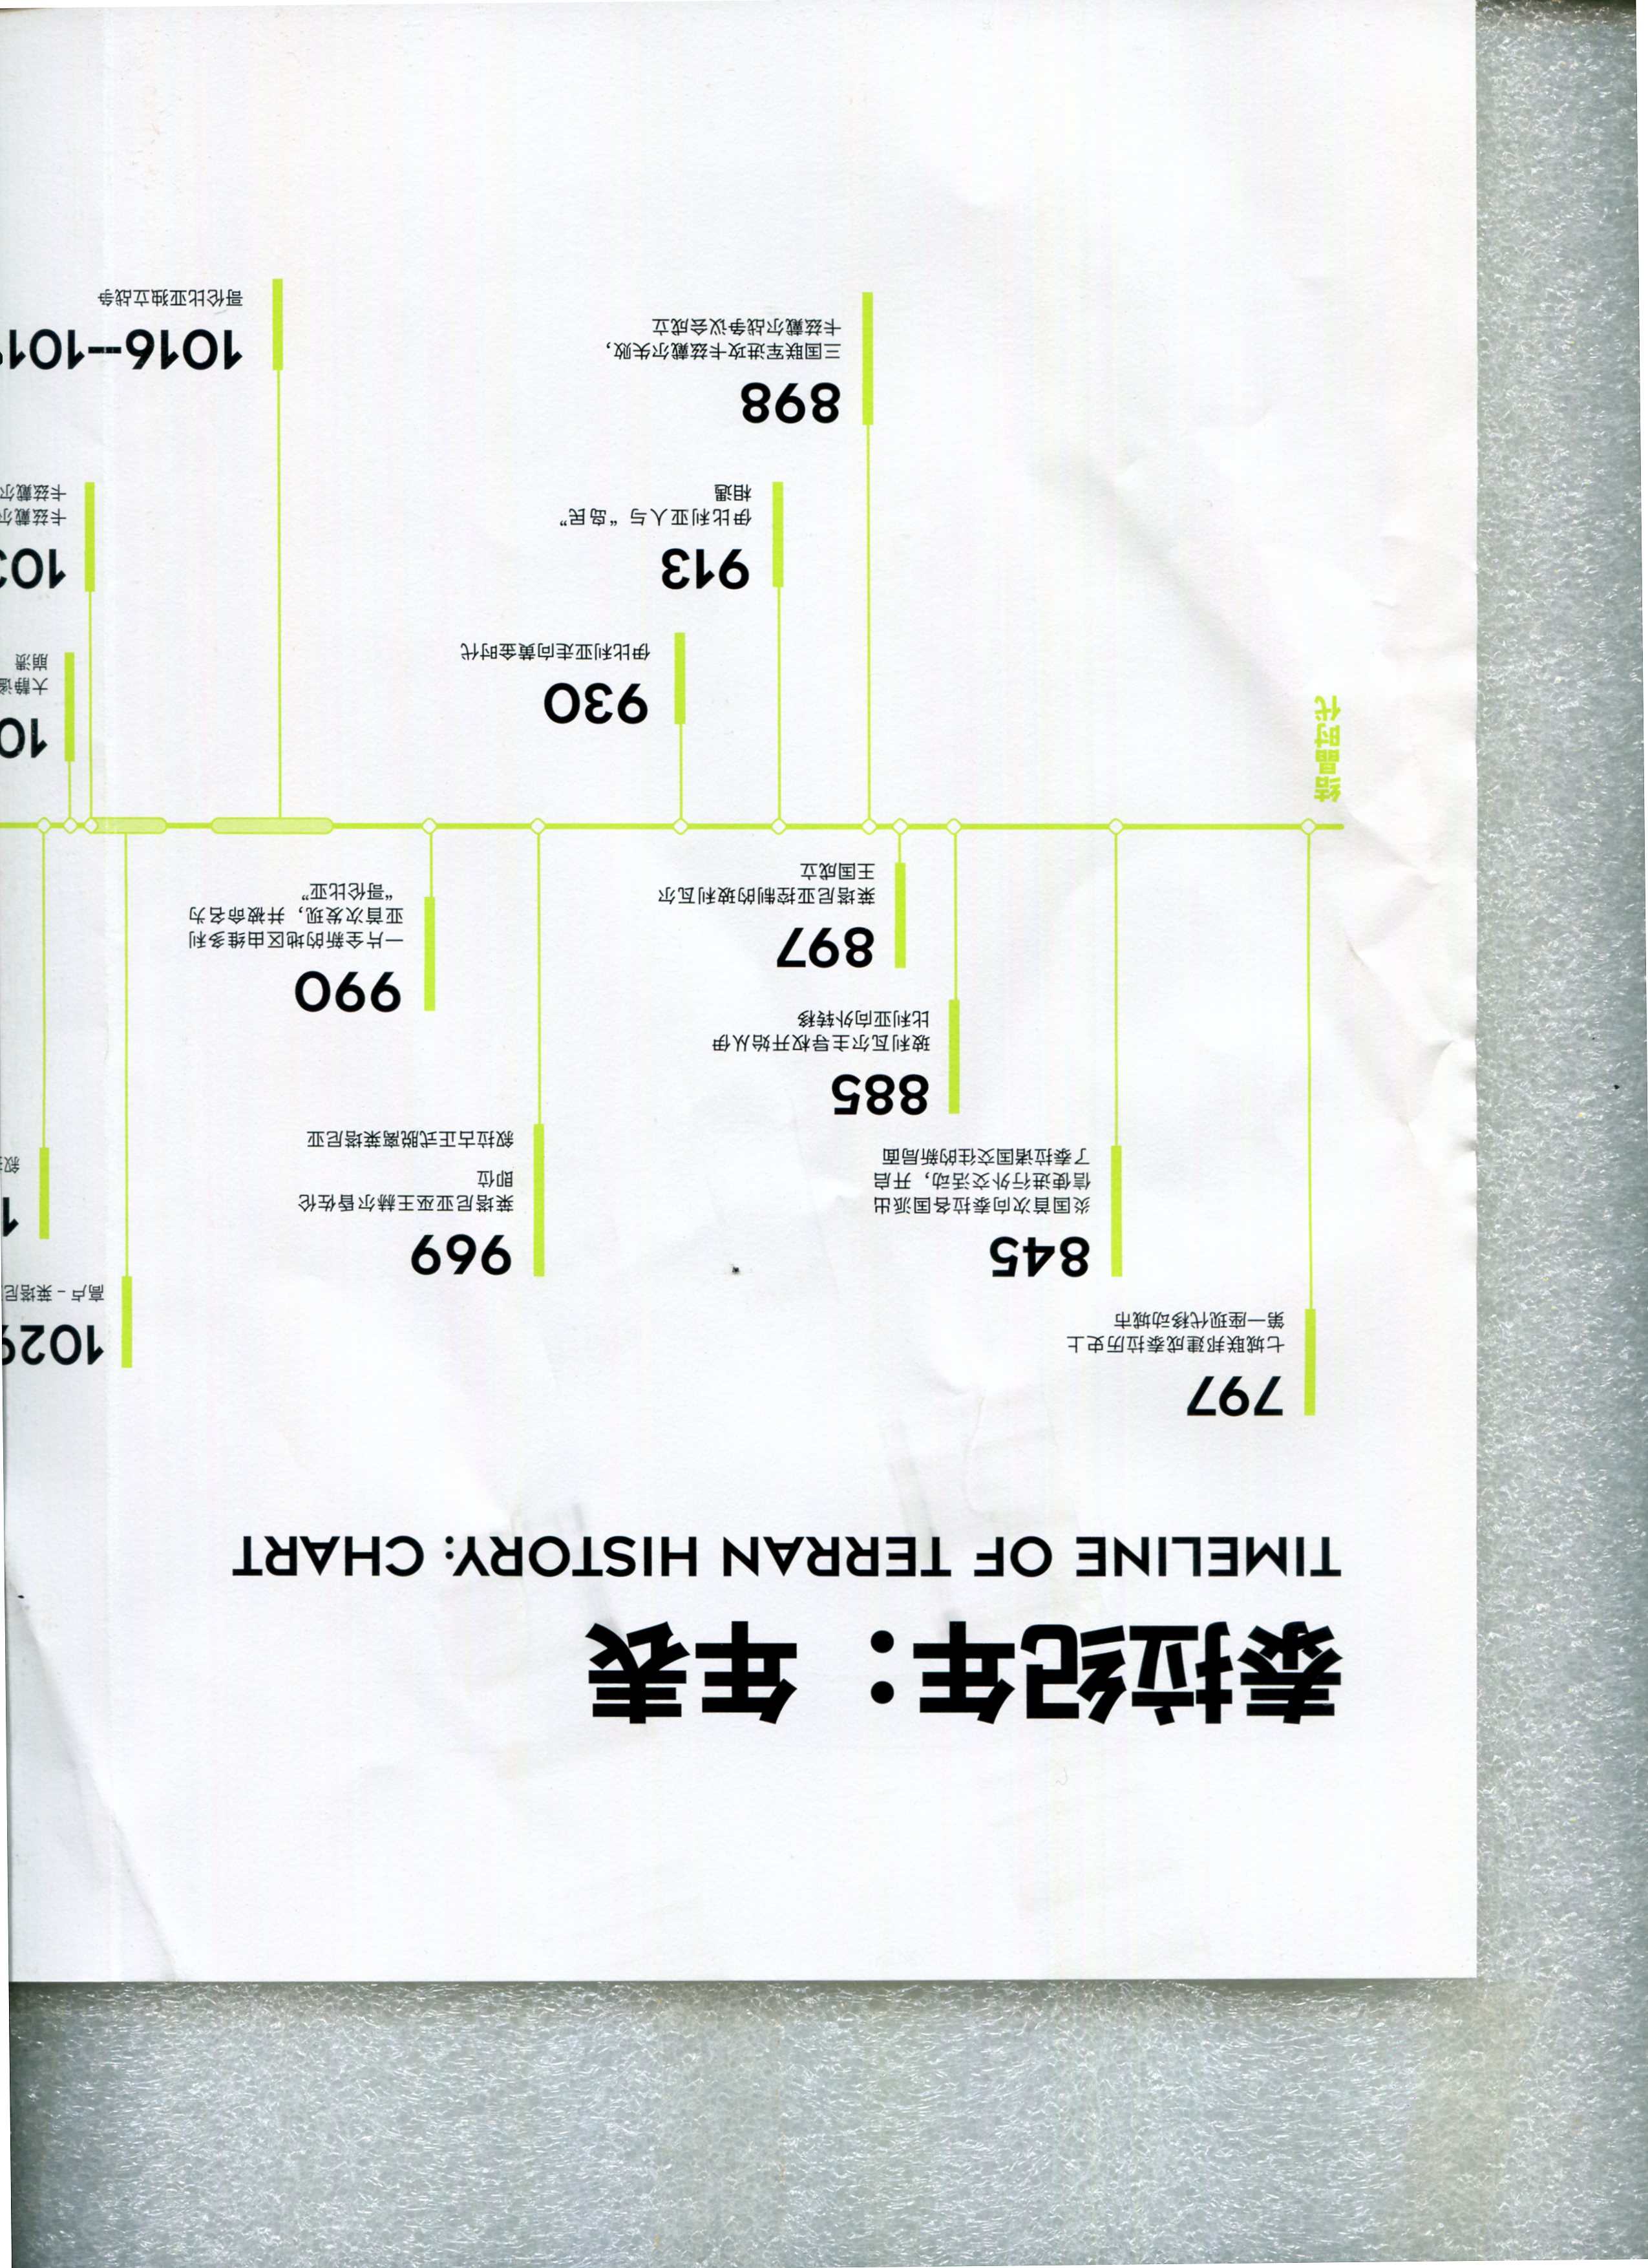 泰拉纪年：年表
TIMELINE OF TERRAN HISTORY: CHART
797
七城联邦建成泰拉历史上
第一座现代移动城市
845
炎国首次向泰拉各国派出
信使进行外交活动，开启
了泰拉诸国交往的新局面
885
玻利瓦尔主导权开始从伊
比利亚向外转移
897
莱塔尼亚控制的玻利瓦尔
王国成立
969
莱塔尼亚巫王赫尔昏佐伦
即位
叙拉古正式脱离莱塔尼亚
990
一片全新的地区由维多利
亚首次发现，并被命名为
“哥伦比亚”
1029
高卢－莱塔尼
1
叙
结晶时代
930
伊比利亚走向黄金时代
913
伊比利亚人与“岛民”
相遇
898
三国联军进攻卡兹戴尔失败，
卡兹戴尔战争议会成立
10
大静谧
崩溃
103
卡兹戴尔
卡兹戴尔
1016—101
哥伦比亚独立战争